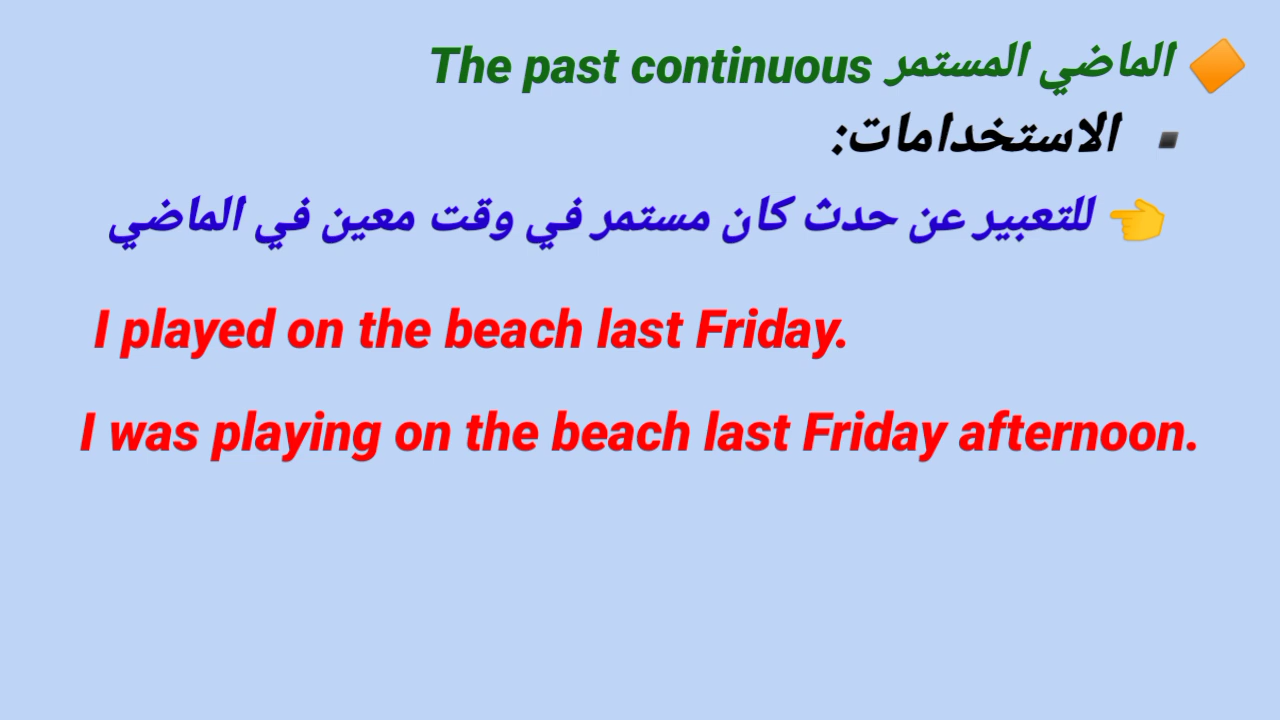 🔶 الماضي المستمر The past continuous
▪ الاستخدامات:
👈 للتعبير عن حدث كان مستمر في وقت معين في الماضي
I played on the beach last Friday.
I was playing on the beach last Friday afternoon.